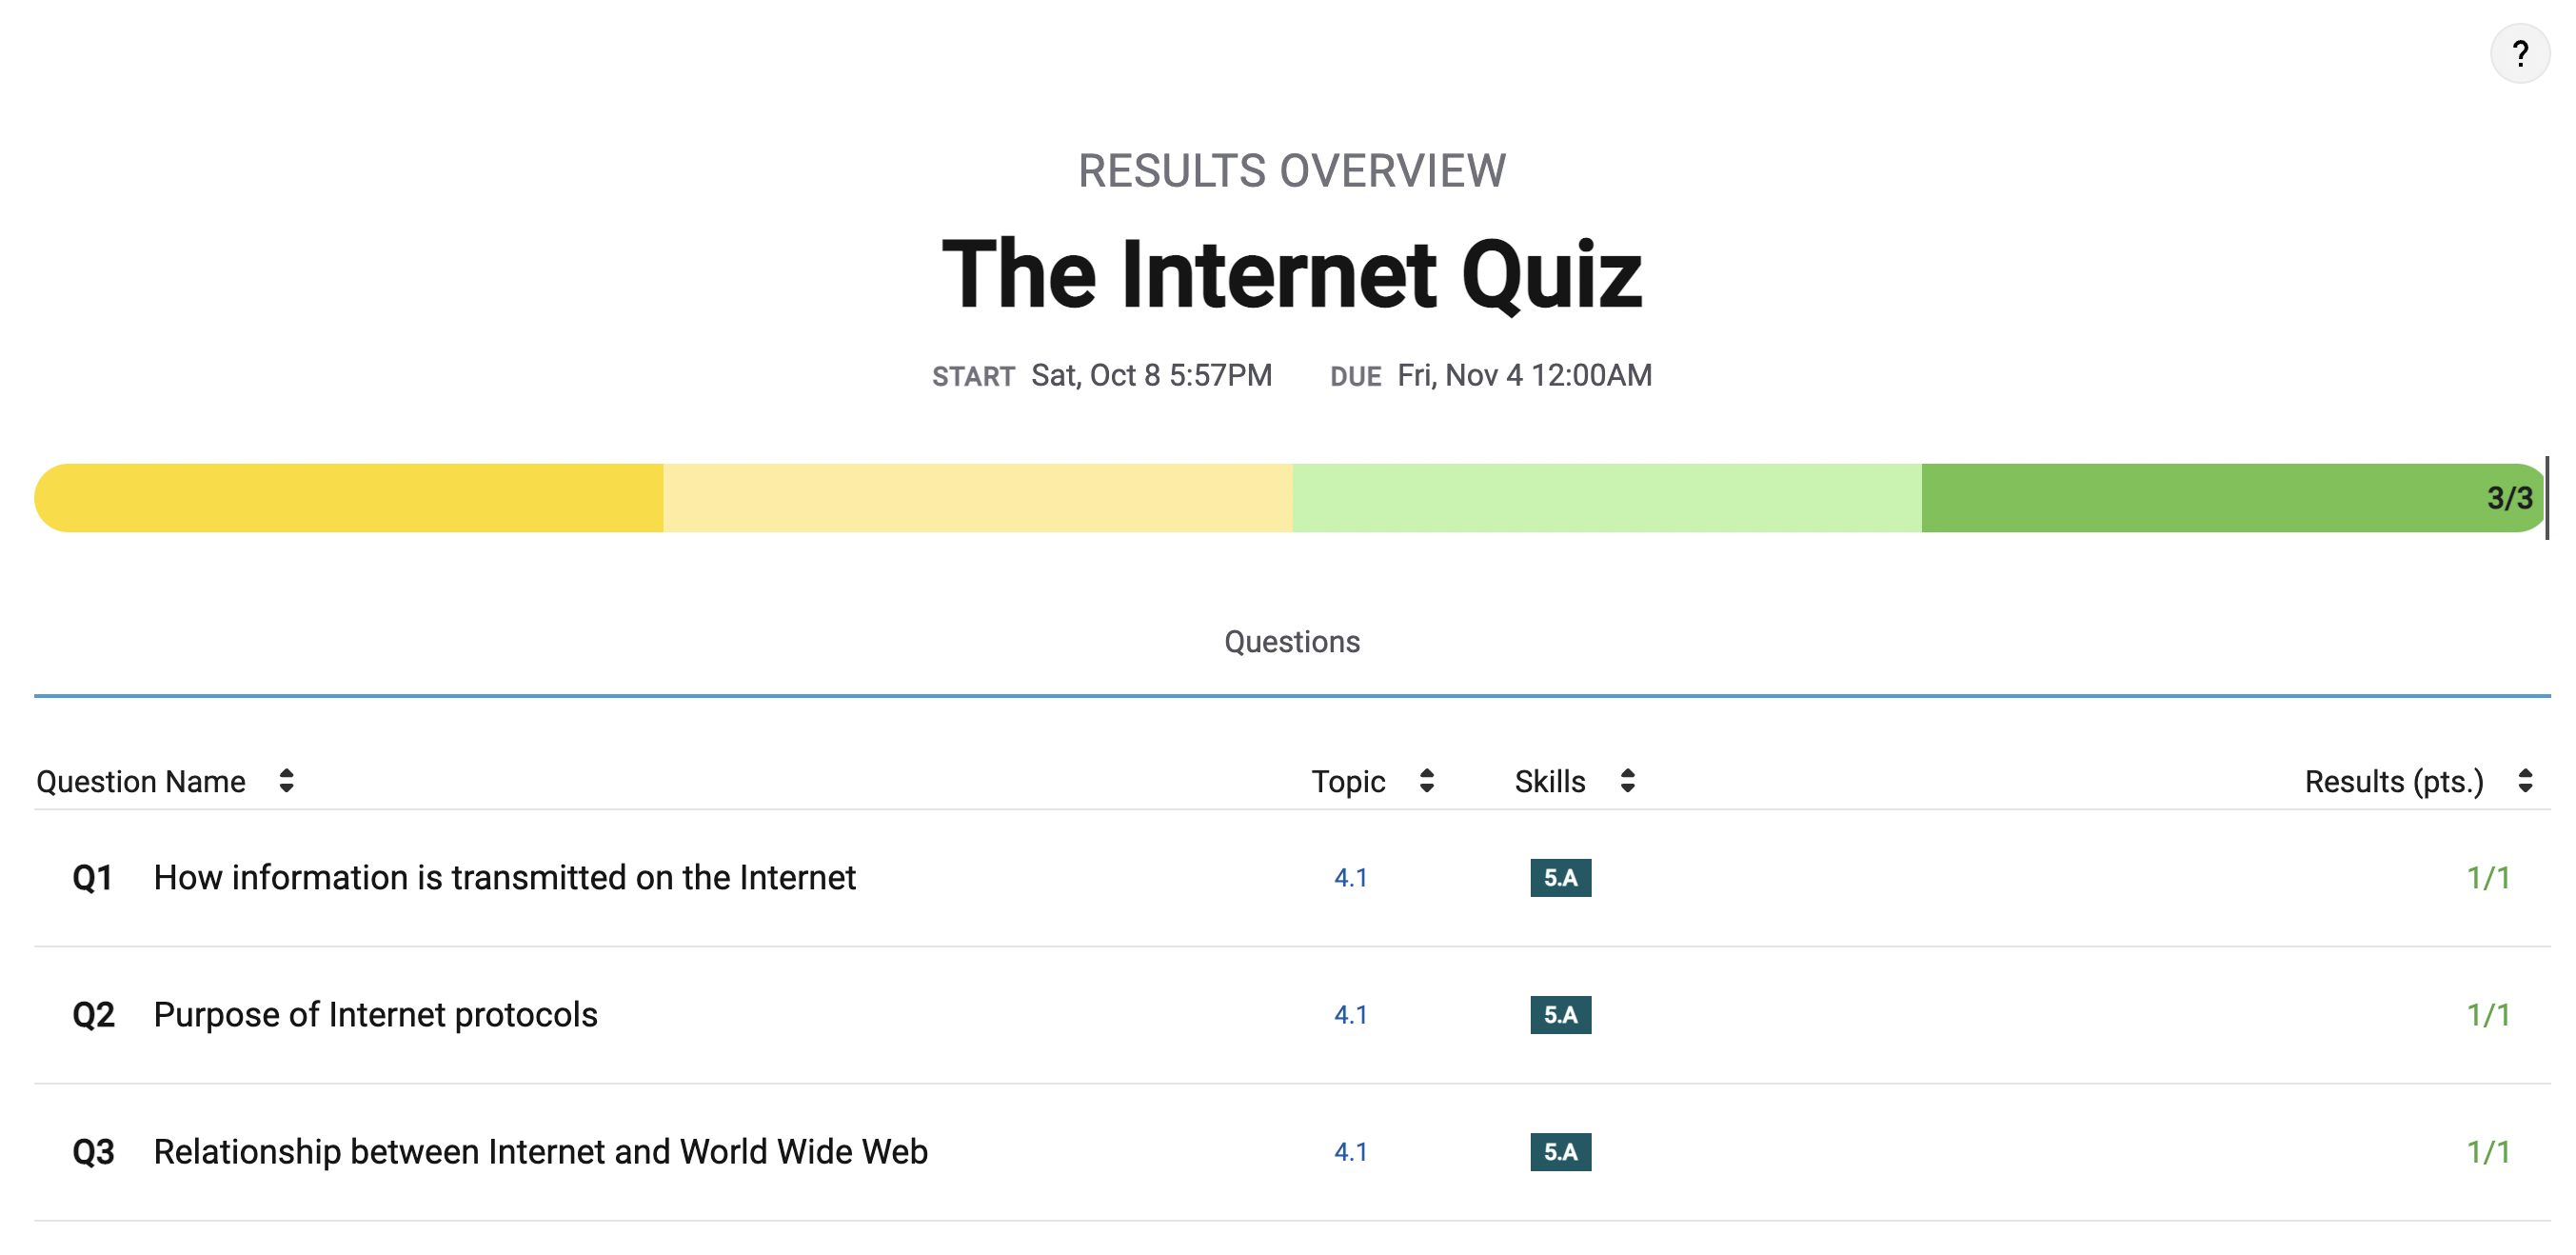 ?
RESULTS OVERVIEW
The Internet Quiz
START Sat, Oct 8 5:57PM DUE Fri, Nov 4 12:00AM
3/3
Questions
Question Name Topic Skills Results (pts.)
Q1 How information is transmitted on the Internet 4.1 5.A 1/1
Q2 Purpose of Internet protocols 4.1 5.A 1/1
Q3 Relationship between Internet and World Wide Web 4.1 5.A 1/1